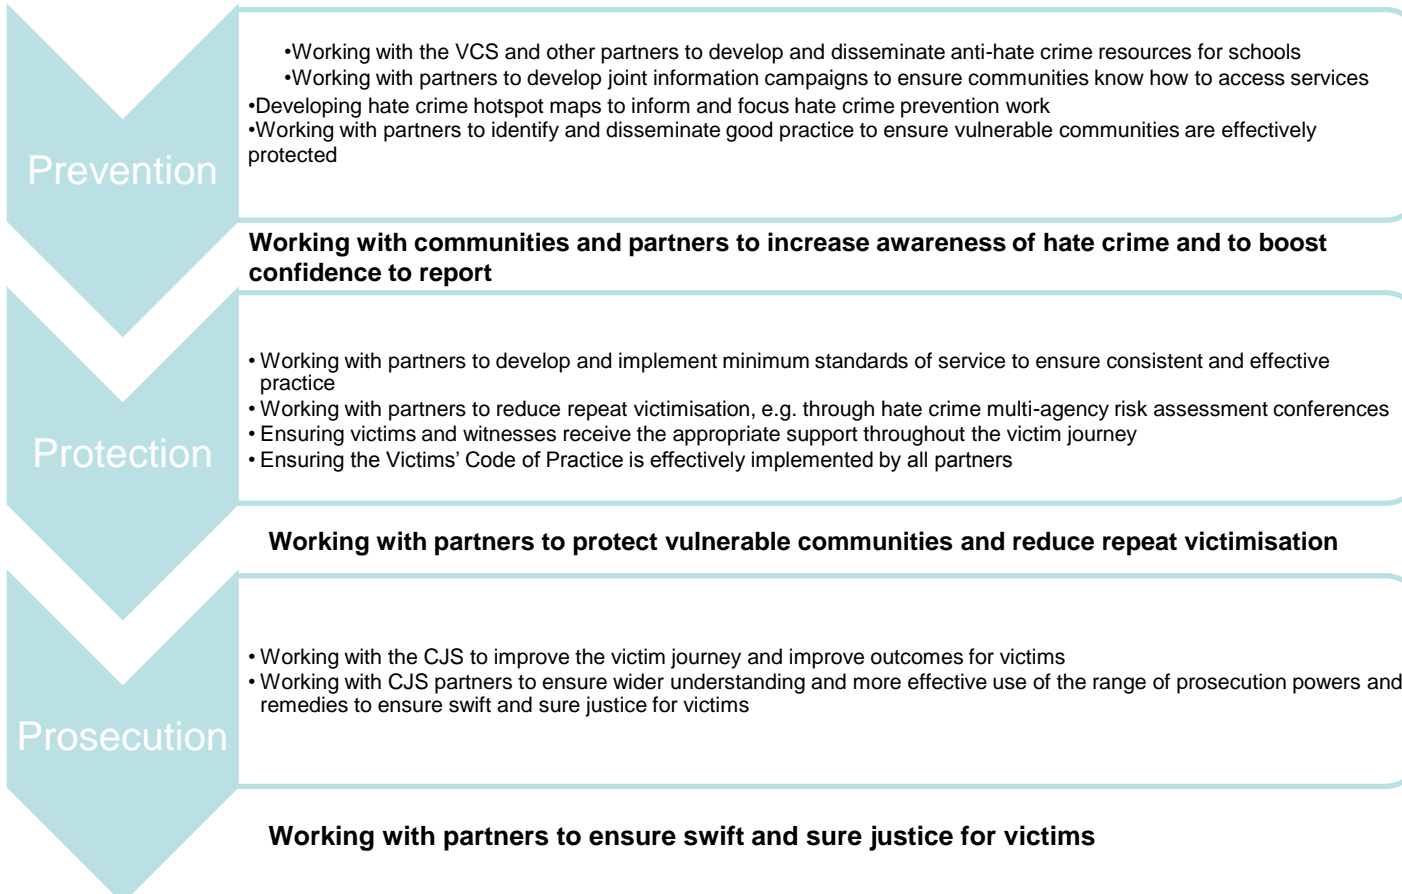 •Working with the VCS and other partners to develop and disseminate anti-hate crime resources for schools
•Working with partners to develop joint information campaigns to ensure communities know how to access services
•Developing hate crime hotspot maps to inform and focus hate crime prevention work
•Working with partners to identify and disseminate good practice to ensure vulnerable communities are effectively
protected
Prevention
Working with communities and partners to increase awareness of hate crime and to boost
confidence to report
• Working with partners to develop and implement minimum standards of service to ensure consistent and effective
practice
• Working with partners to reduce repeat victimisation, e.g. through hate crime multi-agency risk assessment conferences
• Ensuring victims and witnesses receive the appropriate support throughout the victim journey
• Ensuring the Victims’ Code of Practice is effectively implemented by all partners
Protection
Working with partners to protect vulnerable communities and reduce repeat victimisation
• Working with the CJS to improve the victim journey and improve outcomes for victims
• Working with CJS partners to ensure wider understanding and more effective use of the range of prosecution powers and
remedies to ensure swift and sure justice for victims
Prosecution
Working with partners to ensure swift and sure justice for victims